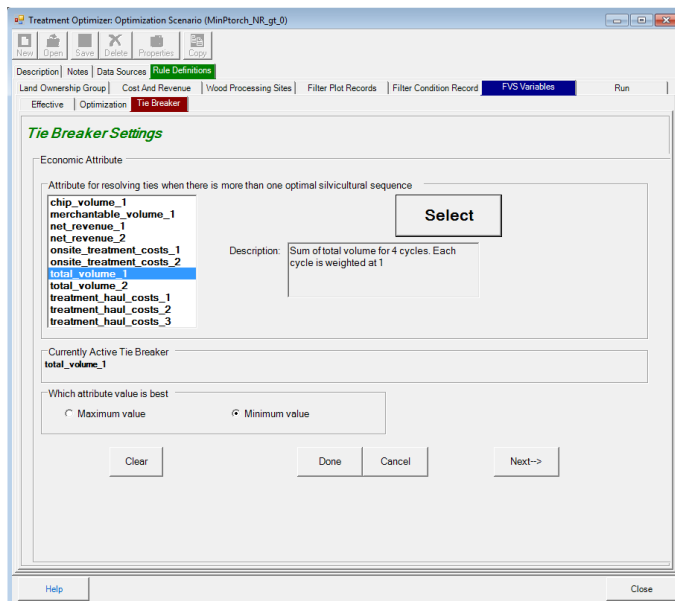 Treatment Optimizer: Optimization Scenario (MinPtorch_NR_gt_0)
New Open Save Delete Properties Copy
Description Notes Data Sources Rule Definitions
Land Ownership Group Cost And Revenue Wood Processing Sites Filter Plot Records Filter Condition Record FVS Variables Run
Effective Optimization Tie Breaker
Tie Breaker Settings
Economic Attribute
Attribute for resolving ties when there is more than one optimal silvicultural sequence
chip_volume_1
merchantable_volume_1
net_revenue_1
net_revenue_2
onsite_treatment_costs_1
onsite_treatment_costs_2
total_volume_1
total_volume_2
treatment_haul_costs_1
treatment_haul_costs_2
treatment_haul_costs_3
Select
Description: Sum of total volume for 4 cycles. Each
cycle is weighted at 1
Currently Active Tie Breaker
total_volume_1
Which attribute value is best
Maximum value Minimum value
Clear Done Cancel Next-->
Help Close